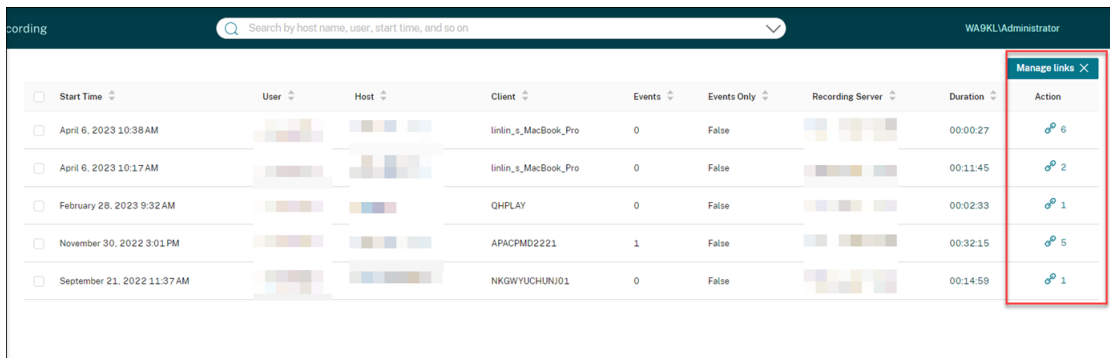 cording Search by host name, user, start time, and so on WA9KL\Administrator
Manage links
Start Time User Host Client Events Events Only Recording Server Duration Action
April 6, 2023 10:38 AM linlin_s_MacBook_Pro 0 False 00:00:27 6
April 6, 2023 10:17 AM linlin_s_MacBook_Pro 0 False 00:11:45 2
February 28, 2023 9:32 AM QHPLAY 0 False 00:02:33 1
November 30, 2022 3:01 PM APACPMD2221 1 False 00:32:15 5
September 21, 2022 11:37 AM NKGWYUCHUNJ01 0 False 00:14:59 1